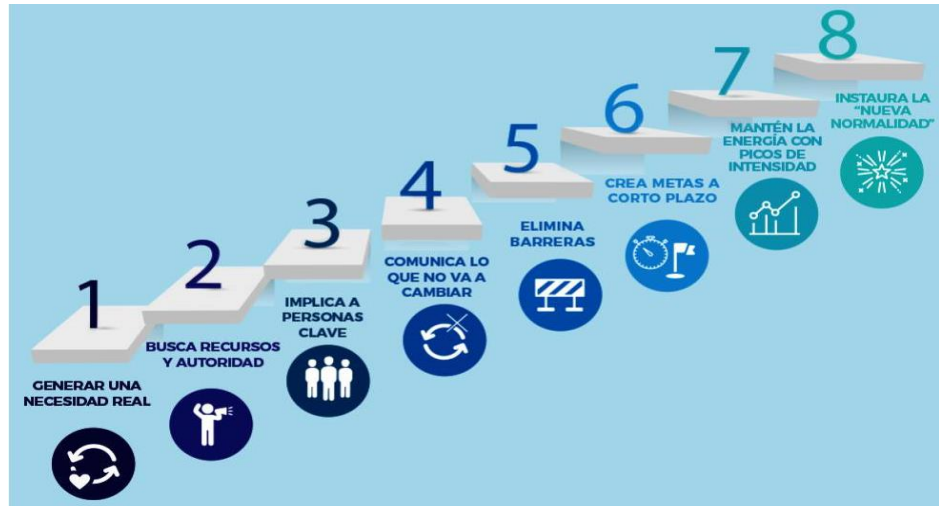 1
GENERAR UNA
NECESIDAD REAL
2
BUSCA RECURSOS
Y AUTORIDAD
3
IMPLICA A
PERSONAS
CLAVE
4
COMUNICA LO
QUE NO VA A
CAMBIAR
5
ELIMINA
BARRERAS
6
CREA METAS A
CORTO PLAZO
7
MANTÉN LA
ENERGÍA CON
PICOS DE
INTENSIDAD
8
INSTAURA LA
"NUEVA
NORMALIDAD"